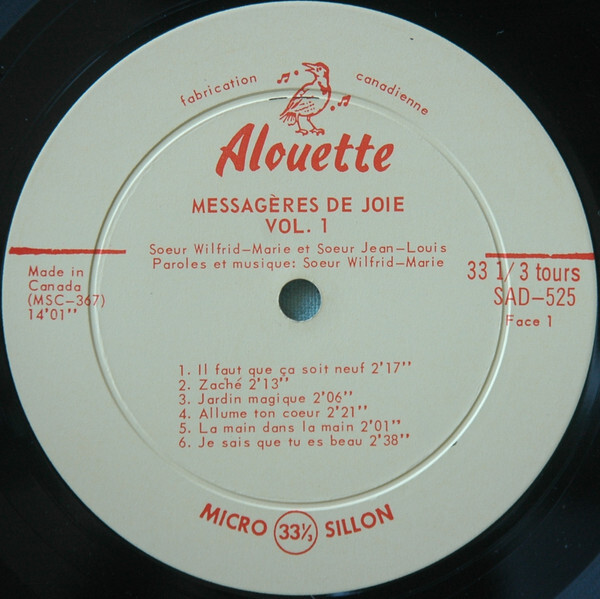 fabrication canadienne
Alouette
MESSAGÈRES DE JOIE
VOL. 1
Soeur Wilfrid-Marie et Soeur Jean-Louis
Paroles et musique: Soeur Wilfrid-Marie
Made in
Canada
(MSC-367)
14'01''
33 1/3 tours
SAD-525
Face 1
1. Il faut que ça soit neuf 2'17''
2. Zaché 2'13''
3. Jardin magique 2'06''
4. Allume ton coeur 2'21''
5. La main dans la main 2'01''
6. Je sais que tu es beau 2'38''
MICRO 33⅓ SILLON